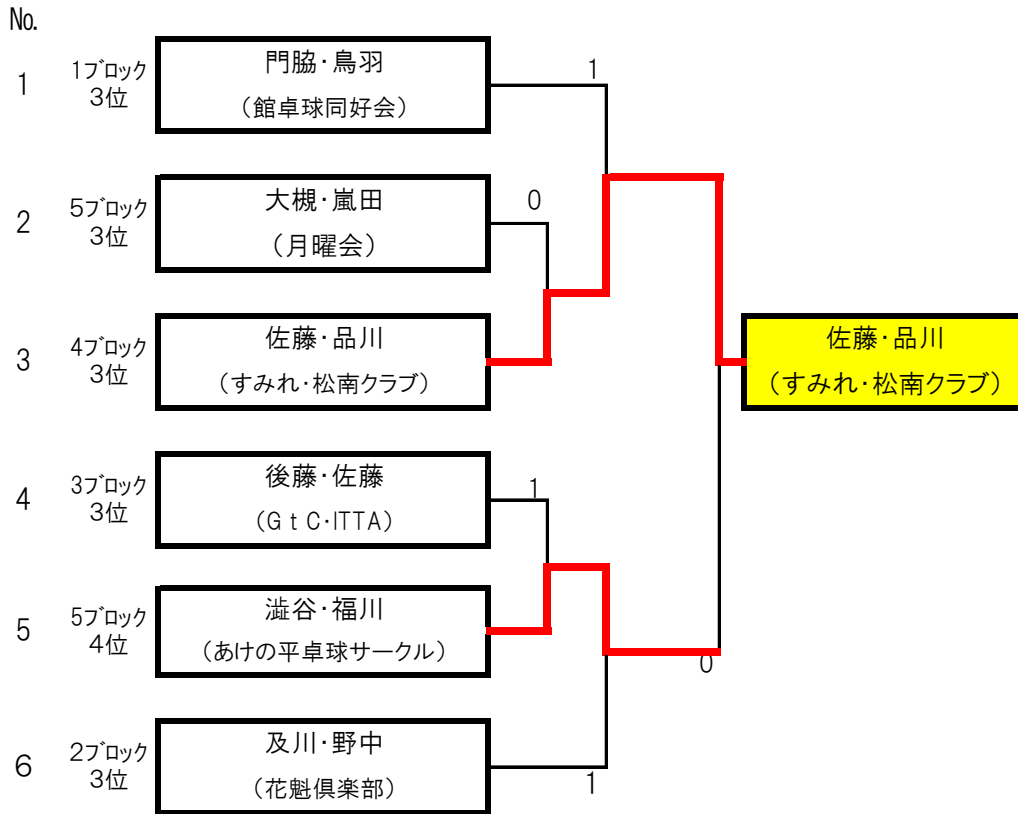 No.
1
1ブロック
3位
門脇・鳥羽
（館卓球同好会）
1
2
5ブロック
3位
大槻・嵐田
（月曜会）
0
3
4ブロック
3位
佐藤・品川
（すみれ・松南クラブ）
佐藤・品川
（すみれ・松南クラブ）
4
3ブロック
3位
後藤・佐藤
（GtC・ITTA）
1
5
5ブロック
4位
澁谷・福川
（あけの平卓球サークル）
0
6
2ブロック
3位
及川・野中
（花魁倶楽部）
1